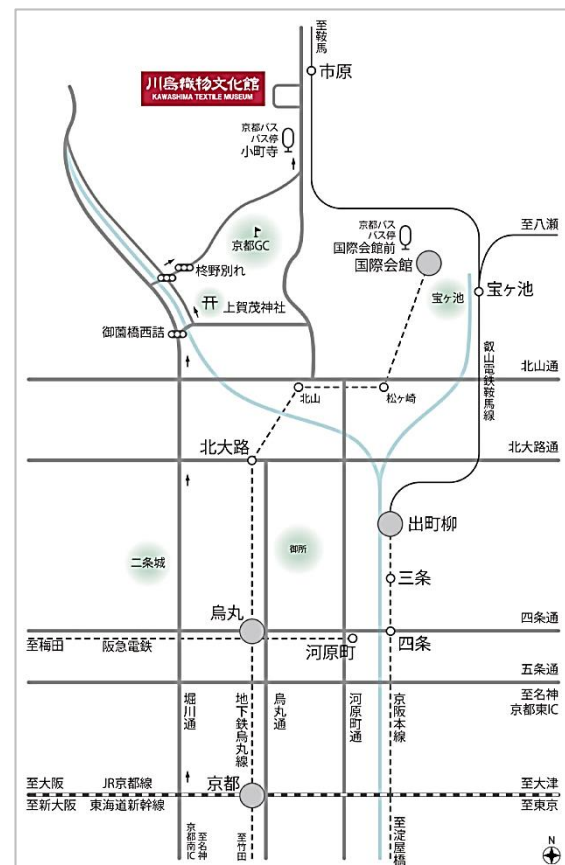 至鞍馬
市原
川島織物文化館
KAWASHIMA TEXTILE MUSEUM
京都バス
バス停
小町寺
京都バス
バス停
国際会館前
国際会館
至八瀬
京都GC
柊野別れ
宝ヶ池
宝ヶ池
上賀茂神社
御薗橋西詰
叡山電鉄鞍馬線
北山通
北山
松ヶ崎
北大路
北大路通
出町柳
二条城
御所
三条
烏丸
四条通
至梅田
阪急電鉄
河原町
四条
五条通
至名神
京都東IC
堀川通
地下鉄烏丸線
烏丸通
河原町通
京阪本線
至大阪
JR京都線
京都
至大津
至新大阪
東海道新幹線
至東京
至名神
京都南IC
至竹田
至淀屋橋
N